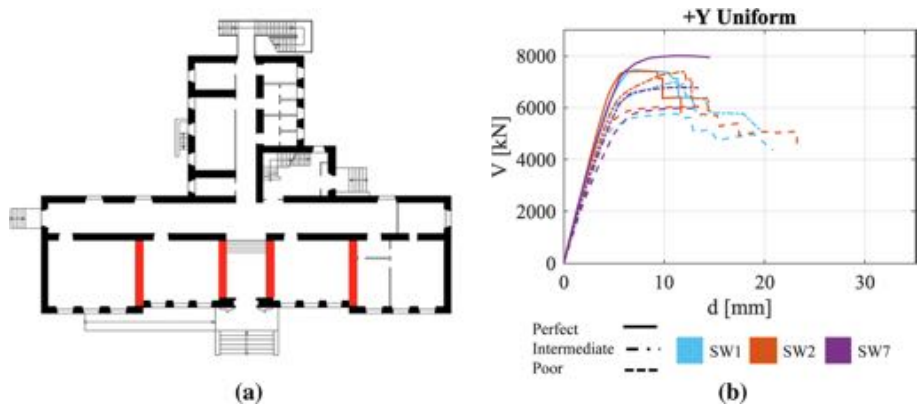 +Y Uniform
8000
6000
4000
2000
0
V [kN]
0 10 20 30
d [mm]
Perfect
Intermediate
Poor
SW1 SW2 SW7
(a) (b)